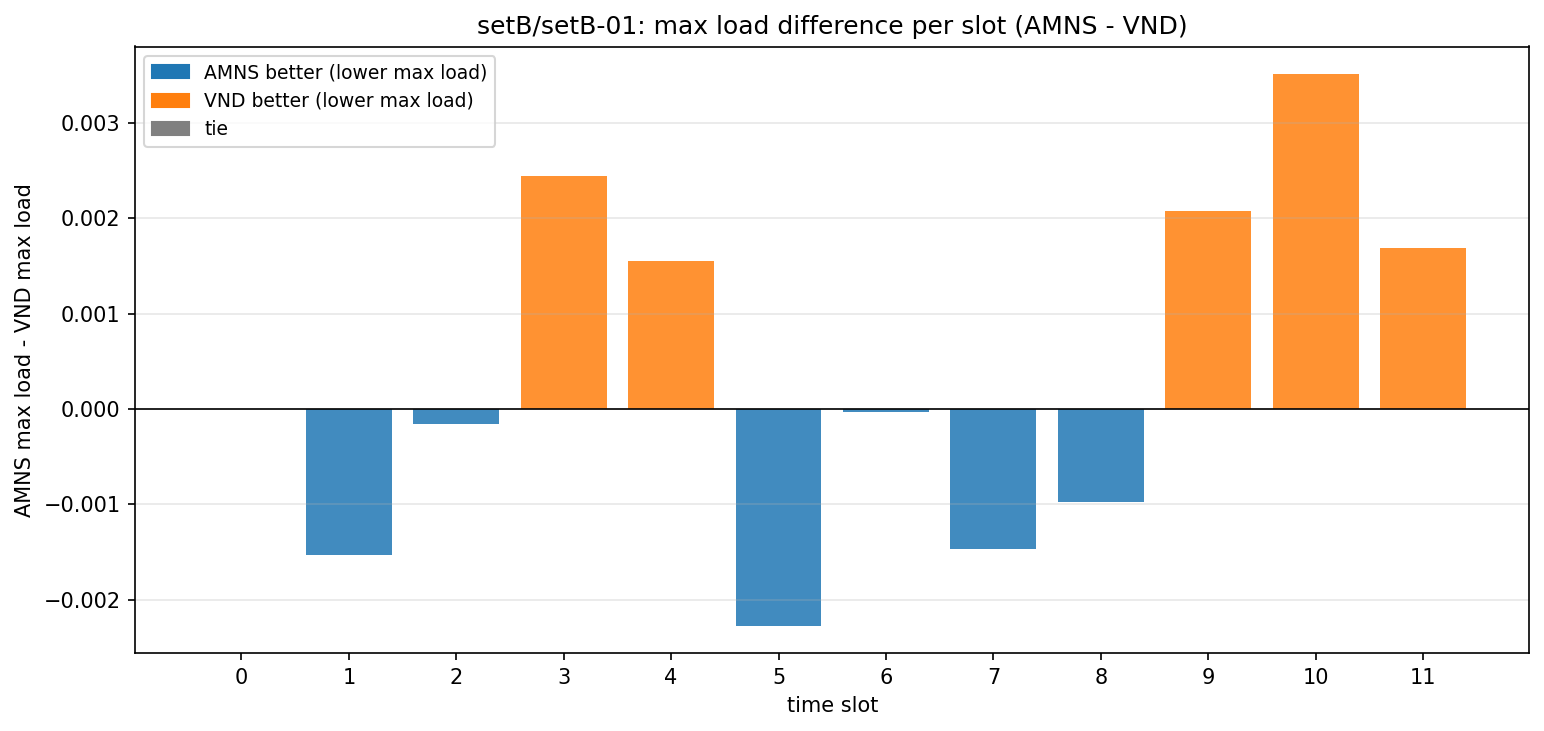 setB/setB-01: max load difference per slot (AMNS - VND)
AMNS better (lower max load)
VND better (lower max load)
tie
AMNS max load - VND max load
0.003
0.002
0.001
0.000
−0.001
−0.002
0 1 2 3 4 5 6 7 8 9 10 11
time slot